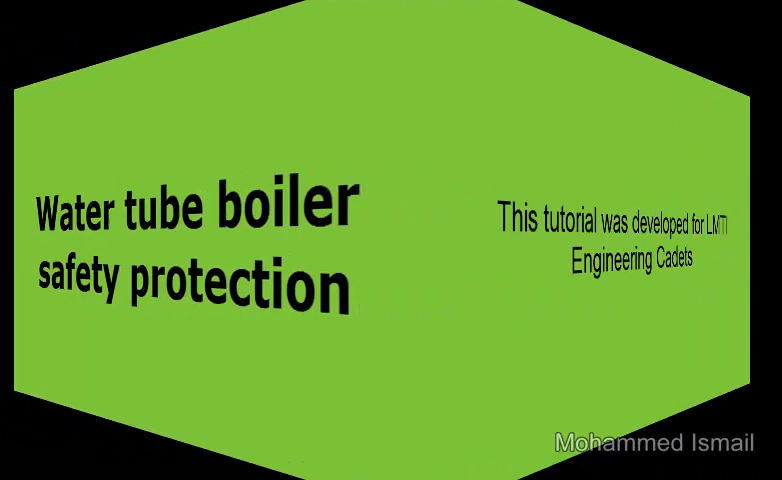 Water tube boiler
safety protection
This tutorial was developed for LMTI
Engineering Cadets
Mohammed Ismail